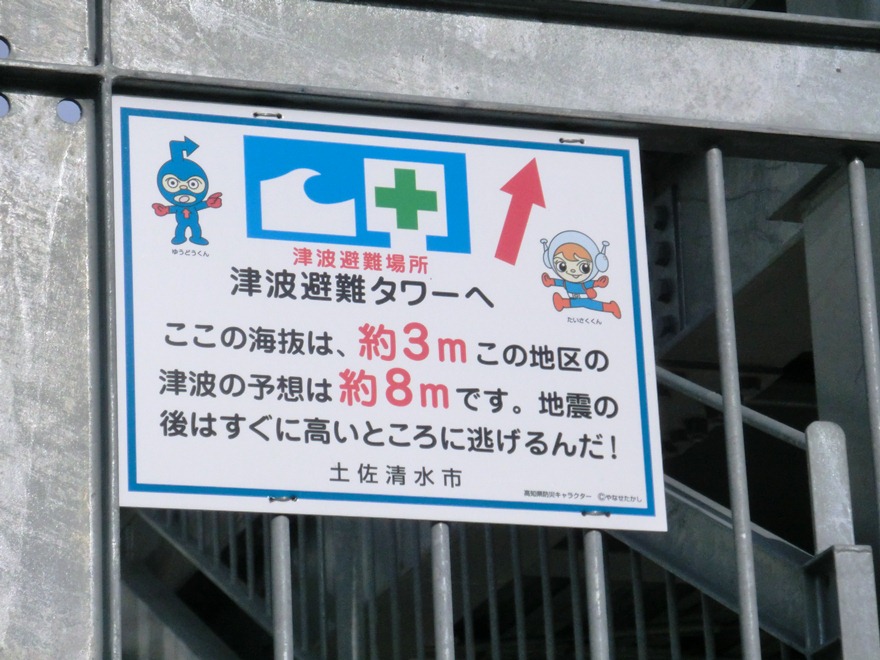 ゆうどうくん
津波避難場所
津波避難タワーへ
たいさくくん
ここの海抜は、約3mこの地区の
津波の予想は約8mです。地震の
後はすぐに高いところに逃げるんだ!
土佐清水市
高知県防災キャラクター ©やなせたかし